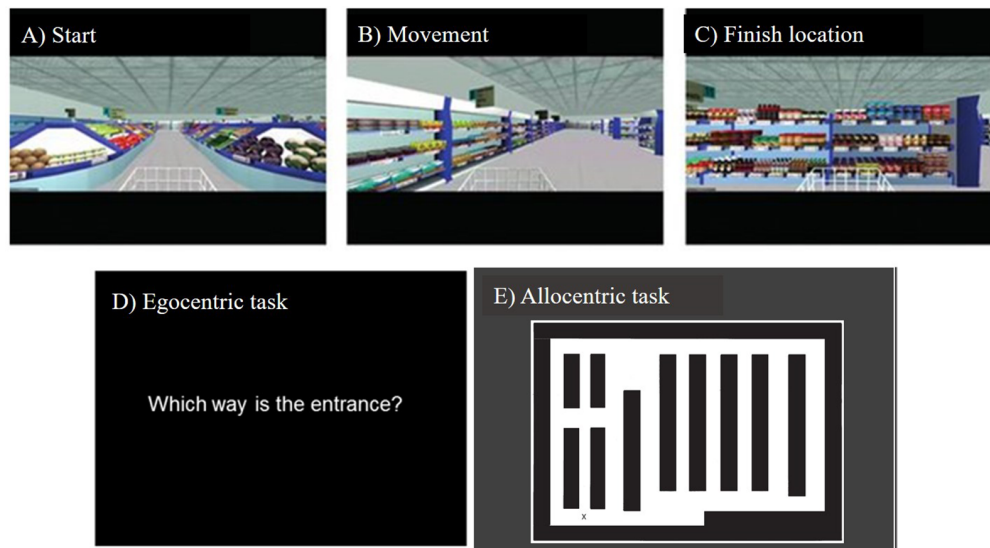 A) Start
B) Movement
C) Finish location
D) Egocentric task
Which way is the entrance?
E) Allocentric task
x